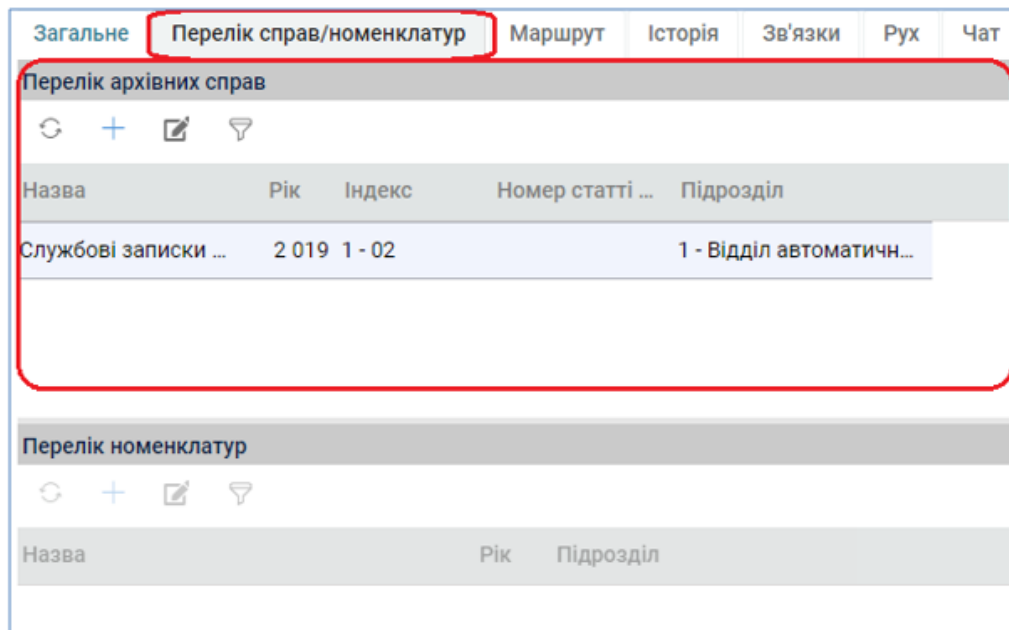 Загальне Перелік справ/номенклатур Маршрут Історія Зв'язки Рух Чат
Перелік архівних справ
Назва Рік Індекс Номер статті ... Підрозділ
Службові записки ... 2 019 1 - 02 1 - Відділ автоматичн...
Перелік номенклатур
Назва Рік Підрозділ